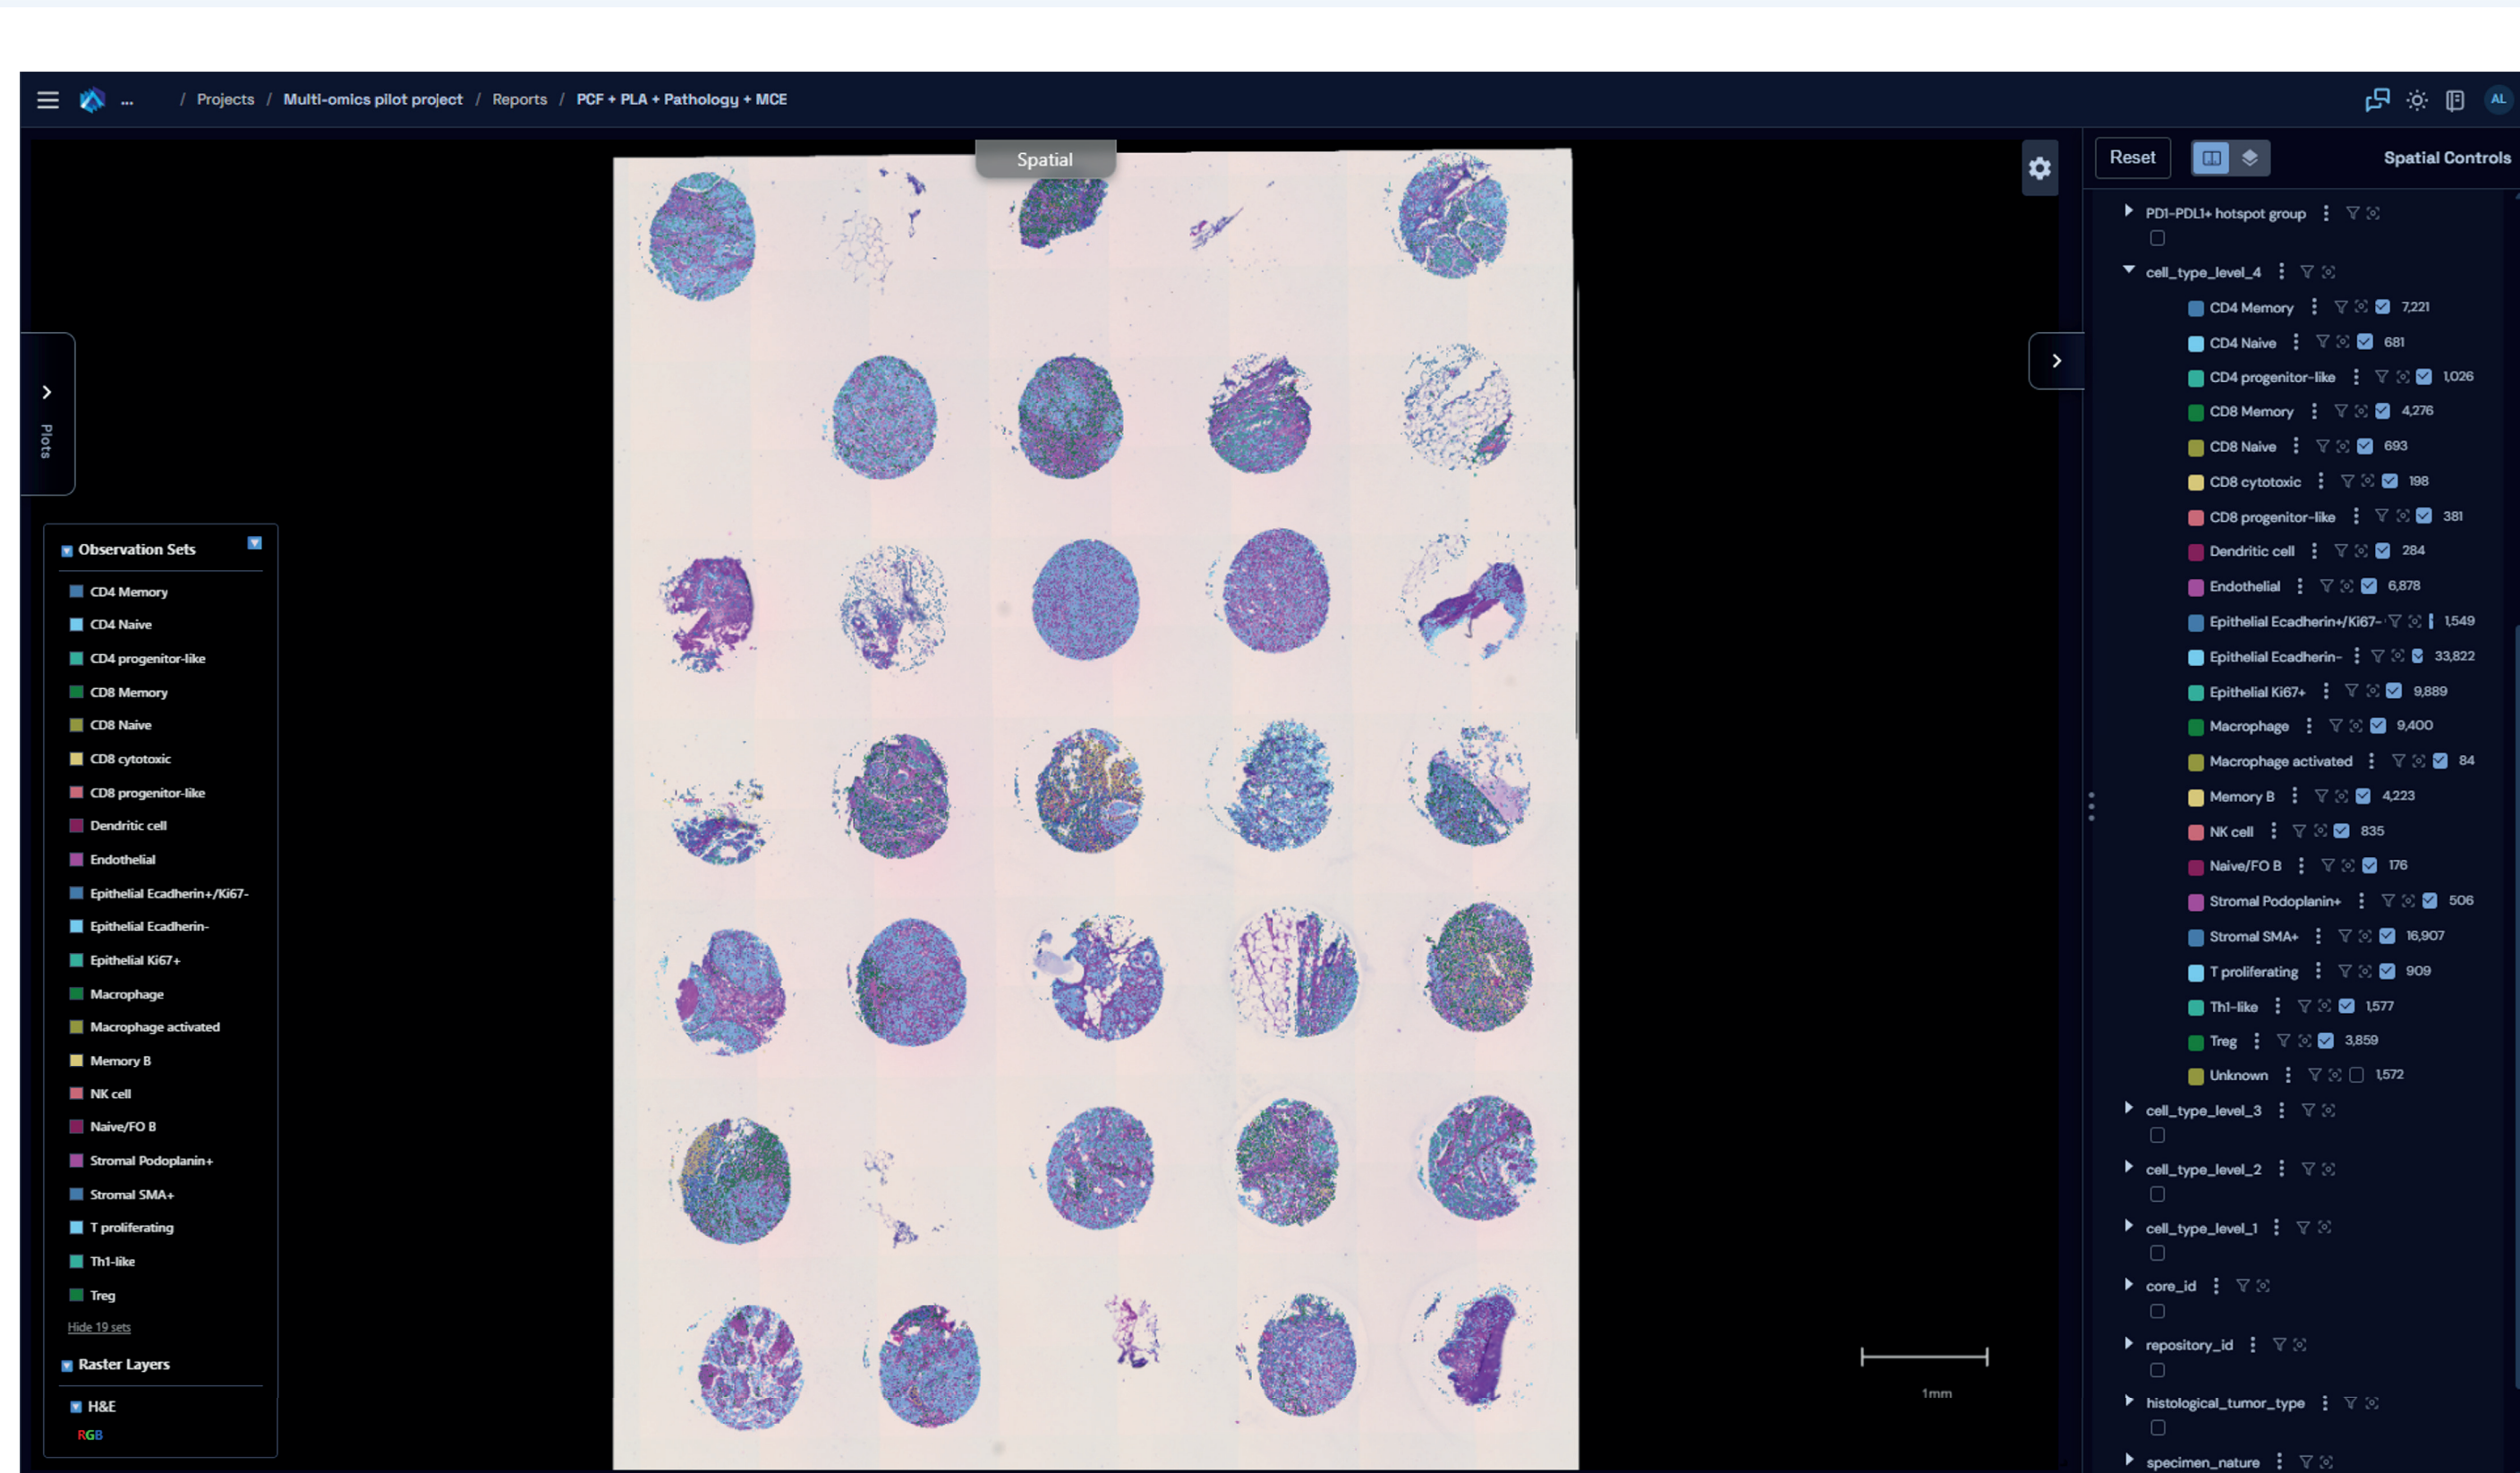 ... / Projects / Multi-omics pilot project / Reports / PCF + PLA + Pathology + MCE
AL
Spatial
Reset
Spatial Controls
Plots
Observation Sets
CD4 Memory
CD4 Naive
CD4 progenitor-like
CD8 Memory
CD8 Naive
CD8 cytotoxic
CD8 progenitor-like
Dendritic cell
Endothelial
Epithelial Ecadherin+/Ki67-
Epithelial Ecadherin-
Epithelial Ki67+
Macrophage
Macrophage activated
Memory B
NK cell
Naive/FO B
Stromal Podoplanin+
Stromal SMA+
T proliferating
Th1-like
Treg
Hide 19 sets
Raster Layers
H&E
RGB
1mm
PD1-PDL1+ hotspot group
cell_type_level_4
CD4 Memory 7,221
CD4 Naive 681
CD4 progenitor-like 1,026
CD8 Memory 4,276
CD8 Naive 693
CD8 cytotoxic 198
CD8 progenitor-like 381
Dendritic cell 284
Endothelial 6,878
Epithelial Ecadherin+/Ki67- 1,549
Epithelial Ecadherin- 33,822
Epithelial Ki67+ 9,889
Macrophage 9,400
Macrophage activated 84
Memory B 4,223
NK cell 835
Naive/FO B 176
Stromal Podoplanin+ 506
Stromal SMA+ 16,907
T proliferating 909
Th1-like 1,577
Treg 3,859
Unknown 1,572
cell_type_level_3
cell_type_level_2
cell_type_level_1
core_id
repository_id
histological_tumor_type
specimen_nature